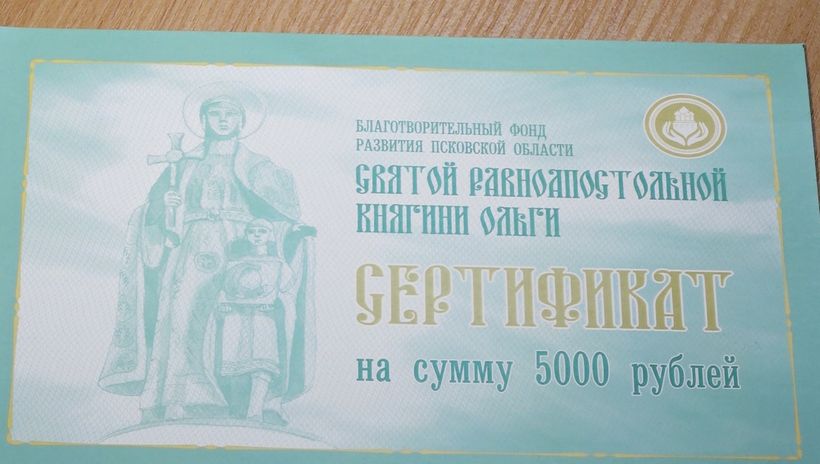 БЛАГОТВОРИТЕЛЬНЫЙ ФОНД
РАЗВИТИЯ ПСКОВСКОЙ ОБЛАСТИ
СВЯТОЙ РАВНОАПОСТОЛЬНОЙ
КНЯГИНИ ОЛЬГИ
СЕРТИФИКАТ
на сумму 5000 рублей